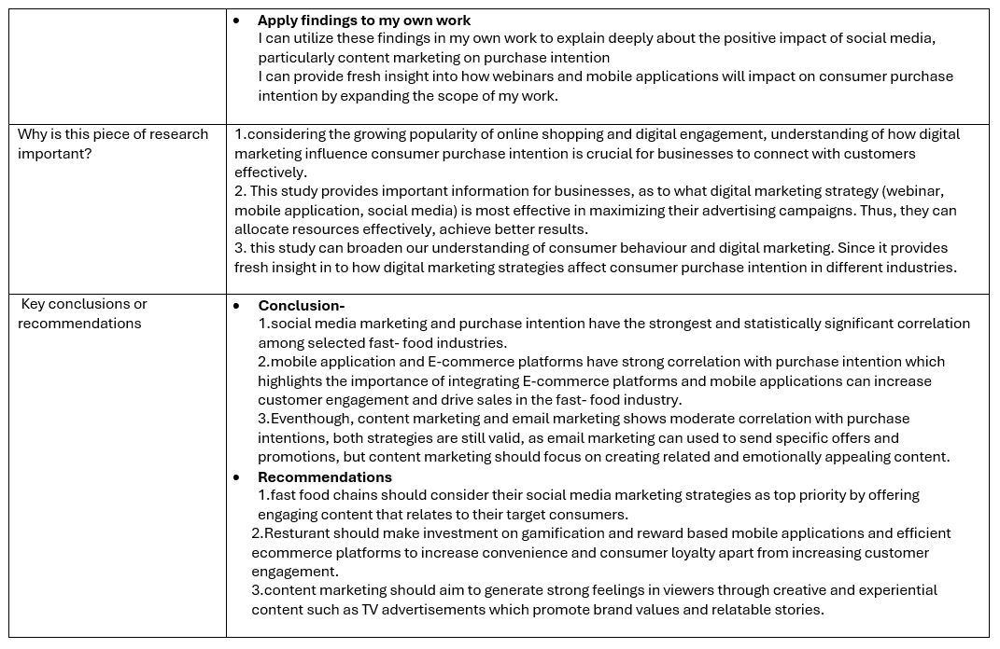 • Apply findings to my own work
I can utilize these findings in my own work to explain deeply about the positive impact of social media,
particularly content marketing on purchase intention
I can provide fresh insight into how webinars and mobile applications will impact on consumer purchase
intention by expanding the scope of my work.
Why is this piece of research
important?
1.considering the growing popularity of online shopping and digital engagement, understanding of how digital
marketing influence consumer purchase intention is crucial for businesses to connect with customers
effectively.
2. This study provides important information for businesses, as to what digital marketing strategy (webinar,
mobile application, social media) is most effective in maximizing their advertising campaigns. Thus, they can
allocate resources effectively, achieve better results.
3. this study can broaden our understanding of consumer behaviour and digital marketing. Since it provides
fresh insight in to how digital marketing strategies affect consumer purchase intention in different industries.
Key conclusions or
recommendations
• Conclusion-
1.social media marketing and purchase intention have the strongest and statistically significant correlation
among selected fast- food industries.
2.mobile application and E-commerce platforms have strong correlation with purchase intention which
highlights the importance of integrating E-commerce platforms and mobile applications can increase
customer engagement and drive sales in the fast- food industry.
3.Eventhough, content marketing and email marketing shows moderate correlation with purchase
intentions, both strategies are still valid, as email marketing can used to send specific offers and
promotions, but content marketing should focus on creating related and emotionally appealing content.
• Recommendations
1.fast food chains should consider their social media marketing strategies as top priority by offering
engaging content that relates to their target consumers.
2.Resturant should make investment on gamification and reward based mobile applications and efficient
ecommerce platforms to increase convenience and consumer loyalty apart from increasing customer
engagement.
3.content marketing should aim to generate strong feelings in viewers through creative and experiential
content such as TV advertisements which promote brand values and relatable stories.